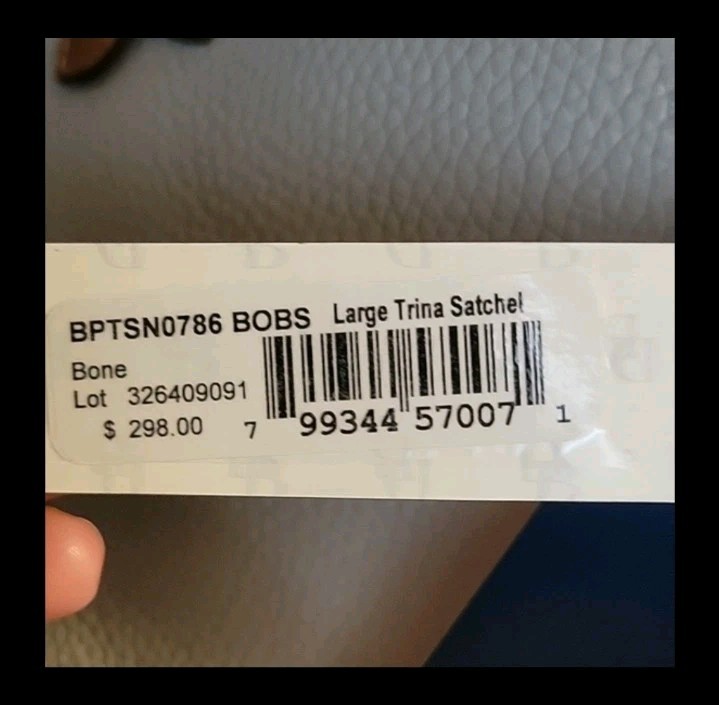 BPTSN0786 BOBS Large Trina Satchel
Bone
Lot 326409091
$ 298.00
7 99344 57007 1